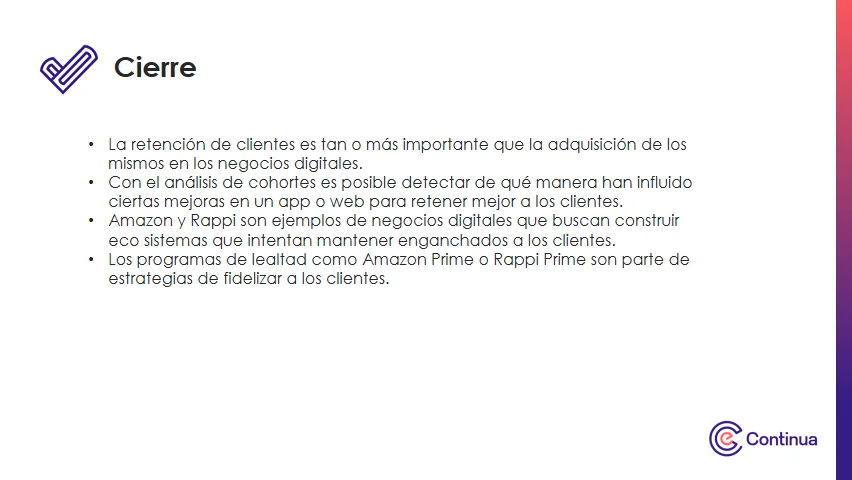 Cierre
• La retención de clientes es tan o más importante que la adquisición de los
mismos en los negocios digitales.
• Con el análisis de cohortes es posible detectar de qué manera han influido
ciertas mejoras en un app o web para retener mejor a los clientes.
• Amazon y Rappi son ejemplos de negocios digitales que buscan construir
eco sistemas que intentan mantener enganchados a los clientes.
• Los programas de lealtad como Amazon Prime o Rappi Prime son parte de
estrategias de fidelizar a los clientes.
e Continua